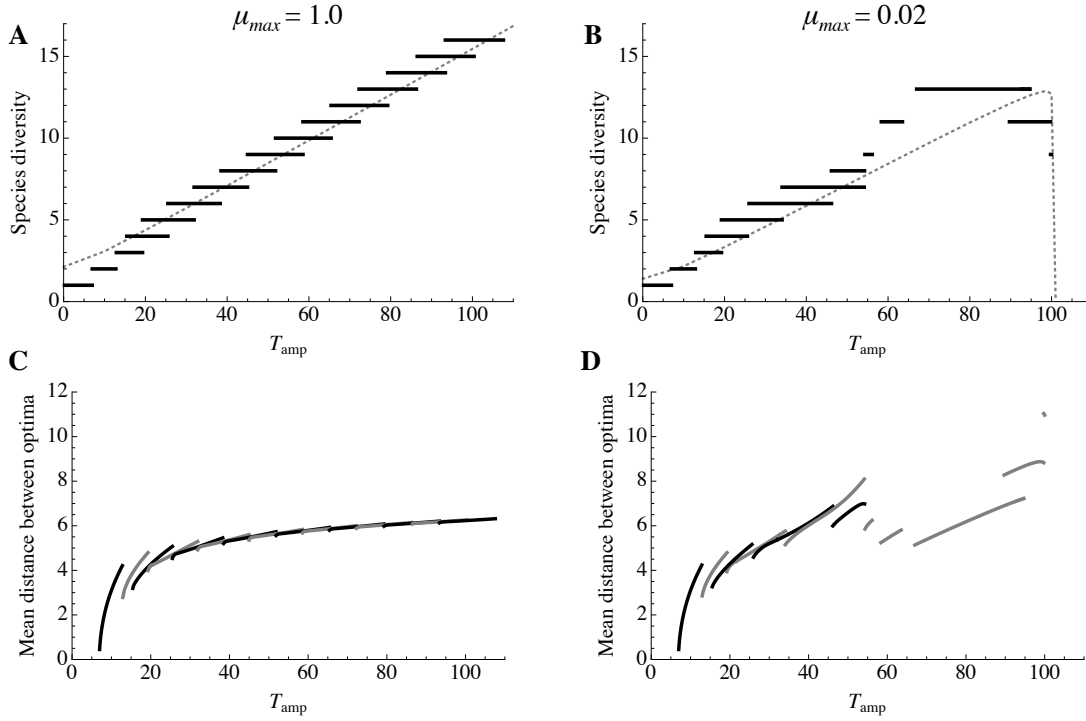 μmax = 1.0
μmax = 0.02
A
B
Species diversity
15
10
5
0
0 20 40 60 80 100
Tamp
Species diversity
15
10
5
0
0 20 40 60 80 100
Tamp
C
D
Mean distance between optima
12
10
8
6
4
2
0
0 20 40 60 80 100
Tamp
Mean distance between optima
12
10
8
6
4
2
0
0 20 40 60 80 100
Tamp